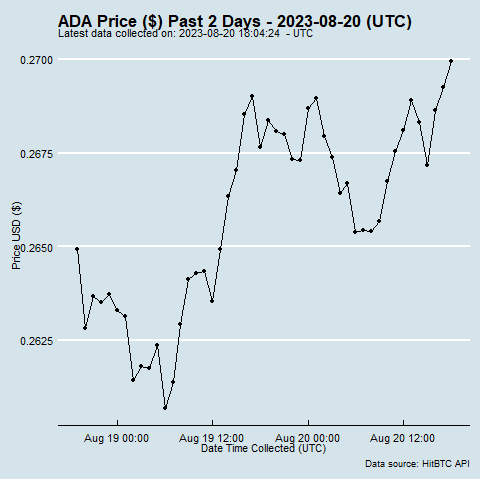 ADA Price ($) Past 2 Days - 2023-08-20 (UTC)
Latest data collected on: 2023-08-20 18:04:24 - UTC
0.2700
0.2675
0.2650
0.2625
Price USD ($)
Aug 19 00:00 Aug 19 12:00 Aug 20 00:00 Aug 20 12:00
Date Time Collected (UTC)
Data source: HitBTC API